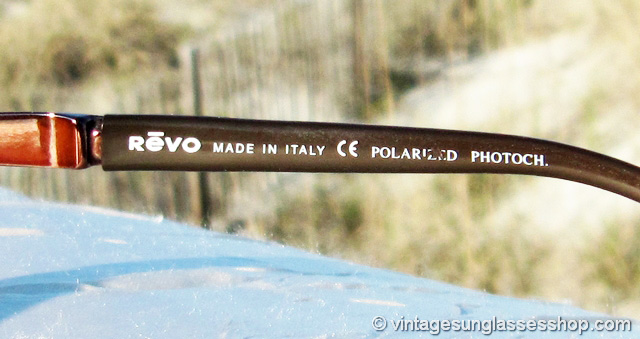 RēVO MADE IN ITALY CE POLARIZED PHOTOCH.
© vintagesunglassesshop.com